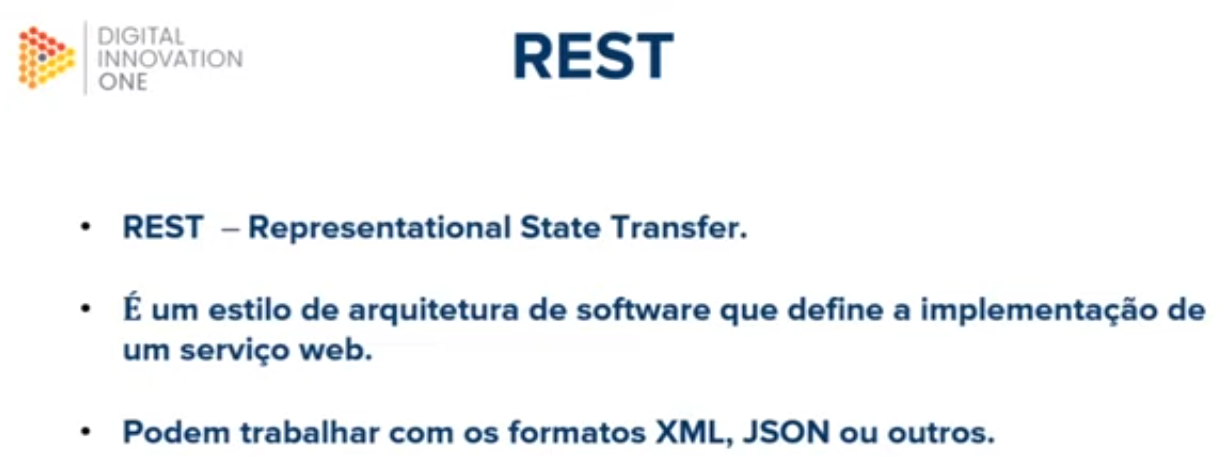 DIGITAL
INNOVATION
ONE
REST
• REST – Representational State Transfer.
• É um estilo de arquitetura de software que define a implementação de
um serviço web.
• Podem trabalhar com os formatos XML, JSON ou outros.